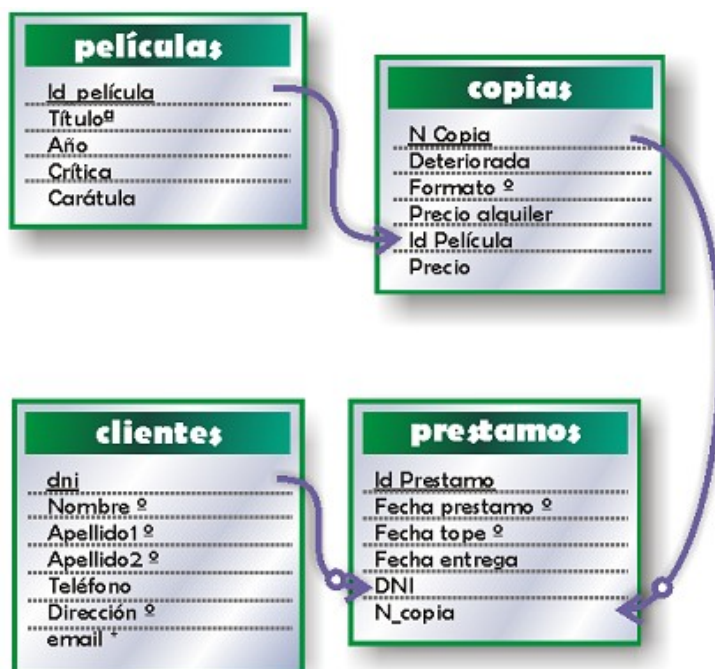 películas
Id_película
Títuloª
Año
Crítica
Carátula
copias
N Copia
Deteriorada
Formato º
Precio alquiler
Id Película
Precio
clientes
dni
Nombre º
Apellido1 º
Apellido2 º
Teléfono
Dirección º
email *
prestamos
Id Prestamo
Fecha prestamo º
Fecha tope º
Fecha entrega
DNI
N_copia